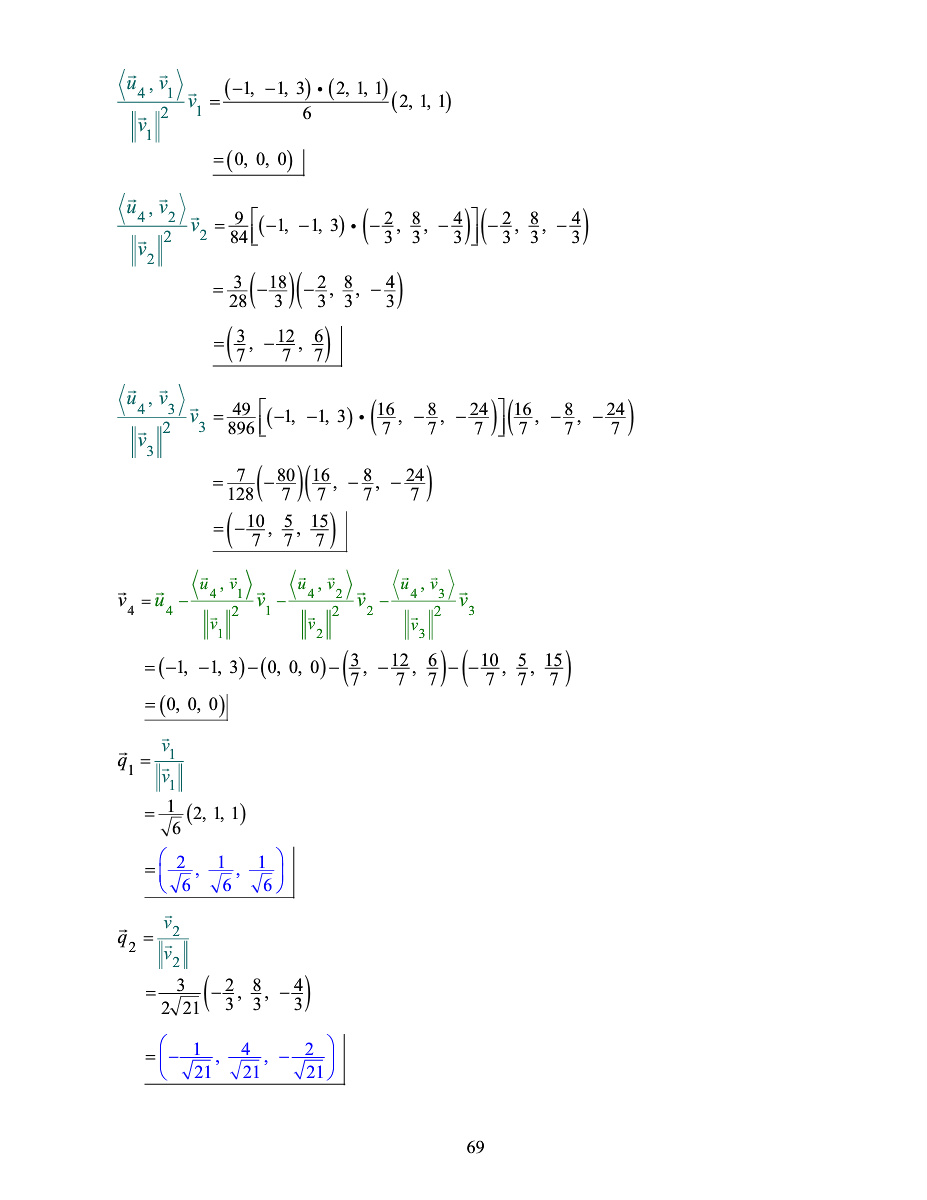 $\frac{\langle \vec{u}_4, \vec{v}_1 \rangle}{\|\vec{v}_1\|^2} \vec{v}_1 = \frac{(-1, -1, 3) \bullet (2, 1, 1)}{6} (2, 1, 1)$
$= (0, 0, 0)$
$\frac{\langle \vec{u}_4, \vec{v}_2 \rangle}{\|\vec{v}_2\|^2} \vec{v}_2 = \frac{9}{84} \left[ (-1, -1, 3) \bullet \left( -\frac{2}{3}, \frac{8}{3}, -\frac{4}{3} \right) \right] \left( -\frac{2}{3}, \frac{8}{3}, -\frac{4}{3} \right)$
$= \frac{3}{28} \left( -\frac{18}{3} \right) \left( -\frac{2}{3}, \frac{8}{3}, -\frac{4}{3} \right)$
$= \left( \frac{3}{7}, -\frac{12}{7}, \frac{6}{7} \right)$
$\frac{\langle \vec{u}_4, \vec{v}_3 \rangle}{\|\vec{v}_3\|^2} \vec{v}_3 = \frac{49}{896} \left[ (-1, -1, 3) \bullet \left( \frac{16}{7}, -\frac{8}{7}, -\frac{24}{7} \right) \right] \left( \frac{16}{7}, -\frac{8}{7}, -\frac{24}{7} \right)$
$= \frac{7}{128} \left( -\frac{80}{7} \right) \left( \frac{16}{7}, -\frac{8}{7}, -\frac{24}{7} \right)$
$= \left( -\frac{10}{7}, \frac{5}{7}, \frac{15}{7} \right)$
$\vec{v}_4 = \vec{u}_4 - \frac{\langle \vec{u}_4, \vec{v}_1 \rangle}{\|\vec{v}_1\|^2} \vec{v}_1 - \frac{\langle \vec{u}_4, \vec{v}_2 \rangle}{\|\vec{v}_2\|^2} \vec{v}_2 - \frac{\langle \vec{u}_4, \vec{v}_3 \rangle}{\|\vec{v}_3\|^2} \vec{v}_3$
$= (-1, -1, 3) - (0, 0, 0) - \left( \frac{3}{7}, -\frac{12}{7}, \frac{6}{7} \right) - \left( -\frac{10}{7}, \frac{5}{7}, \frac{15}{7} \right)$
$= (0, 0, 0)$
$\vec{q}_1 = \frac{\vec{v}_1}{\|\vec{v}_1\|}$
$= \frac{1}{\sqrt{6}} (2, 1, 1)$
$= \left( \frac{2}{\sqrt{6}}, \frac{1}{\sqrt{6}}, \frac{1}{\sqrt{6}} \right)$
$\vec{q}_2 = \frac{\vec{v}_2}{\|\vec{v}_2\|}$
$= \frac{3}{2\sqrt{21}} \left( -\frac{2}{3}, \frac{8}{3}, -\frac{4}{3} \right)$
$= \left( -\frac{1}{\sqrt{21}}, \frac{4}{\sqrt{21}}, -\frac{2}{\sqrt{21}} \right)$
69